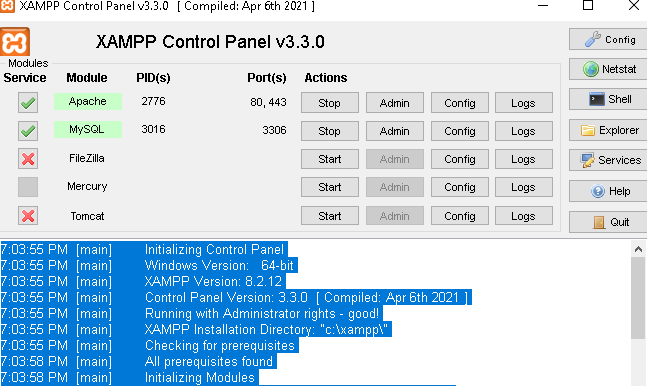 XAMPP Control Panel v3.3.0 [ Compiled: Apr 6th 2021 ]
XAMPP Control Panel v3.3.0
Config
Modules
Service Module PID(s) Port(s) Actions
Netstat
Apache 2776 80, 443 Stop Admin Config Logs
Shell
MySQL 3016 3306 Stop Admin Config Logs
Explorer
FileZilla Start Admin Config Logs
Services
Mercury Start Admin Config Logs
Help
Tomcat Start Admin Config Logs
Quit
7:03:55 PM [main] Initializing Control Panel
7:03:55 PM [main] Windows Version: 64-bit
7:03:55 PM [main] XAMPP Version: 8.2.12
7:03:55 PM [main] Control Panel Version: 3.3.0 [ Compiled: Apr 6th 2021 ]
7:03:55 PM [main] Running with Administrator rights - good!
7:03:55 PM [main] XAMPP Installation Directory: "c:\xampp\"
7:03:55 PM [main] Checking for prerequisites
7:03:58 PM [main] All prerequisites found
7:03:58 PM [main] Initializing Modules